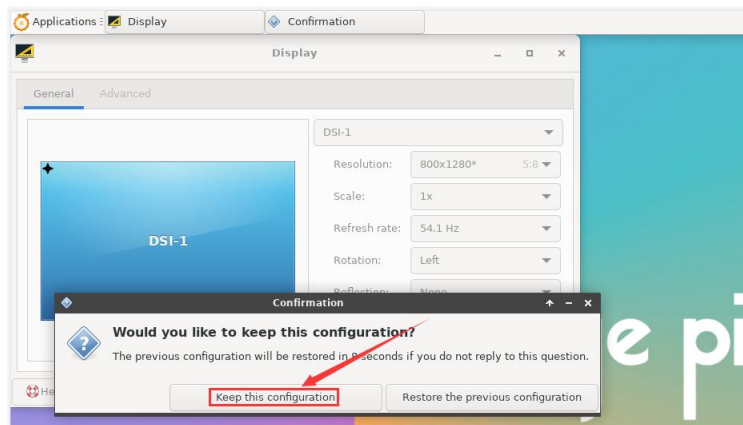 Applications Display Confirmation
Display
General Advanced
DSI-1
Resolution: 800x1280* 5:8
Scale: 1x
Refresh rate: 54.1 Hz
DSI-1
Rotation: Left
Reflection: None
Confirmation
Would you like to keep this configuration?
The previous configuration will be restored in 8 seconds if you do not reply to this question.
He
Keep this configuration Restore the previous configuration
e pi